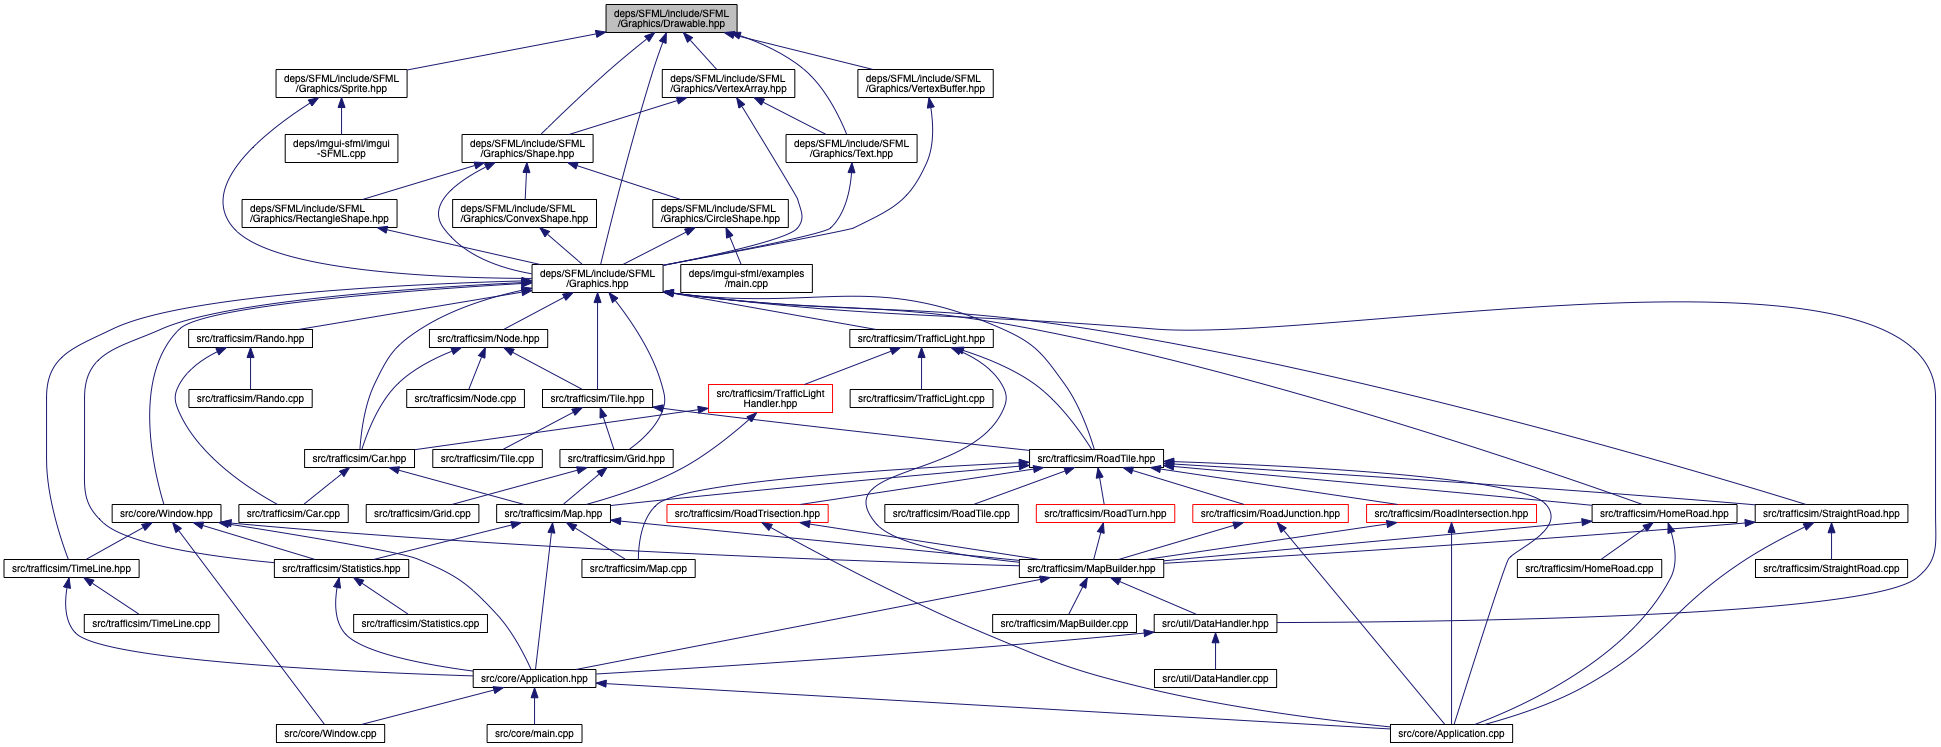 deps/SFML/include/SFML
/Graphics/Drawable.hpp
deps/SFML/include/SFML
/Graphics/Sprite.hpp
deps/SFML/include/SFML
/Graphics/VertexArray.hpp
deps/SFML/include/SFML
/Graphics/VertexBuffer.hpp
deps/imgui-sfml/imgui
-SFML.cpp
deps/SFML/include/SFML
/Graphics/Shape.hpp
deps/SFML/include/SFML
/Graphics/Text.hpp
deps/SFML/include/SFML
/Graphics/RectangleShape.hpp
deps/SFML/include/SFML
/Graphics/ConvexShape.hpp
deps/SFML/include/SFML
/Graphics/CircleShape.hpp
deps/SFML/include/SFML
/Graphics.hpp
deps/imgui-sfml/examples
/main.cpp
src/trafficsim/Rando.hpp
src/trafficsim/Node.hpp
src/trafficsim/TrafficLight.hpp
src/trafficsim/Rando.cpp
src/trafficsim/Node.cpp
src/trafficsim/Tile.hpp
src/trafficsim/TrafficLight
Handler.hpp
src/trafficsim/TrafficLight.cpp
src/trafficsim/Car.hpp
src/trafficsim/Tile.cpp
src/trafficsim/Grid.hpp
src/trafficsim/RoadTile.hpp
src/core/Window.hpp
src/trafficsim/Car.cpp
src/trafficsim/Grid.cpp
src/trafficsim/Map.hpp
src/trafficsim/RoadTrisection.hpp
src/trafficsim/RoadTile.cpp
src/trafficsim/RoadTurn.hpp
src/trafficsim/RoadJunction.hpp
src/trafficsim/RoadIntersection.hpp
src/trafficsim/HomeRoad.hpp
src/trafficsim/StraightRoad.hpp
src/trafficsim/TimeLine.hpp
src/trafficsim/Statistics.hpp
src/trafficsim/Map.cpp
src/trafficsim/MapBuilder.hpp
src/trafficsim/HomeRoad.cpp
src/trafficsim/StraightRoad.cpp
src/trafficsim/TimeLine.cpp
src/trafficsim/Statistics.cpp
src/trafficsim/MapBuilder.cpp
src/util/DataHandler.hpp
src/core/Application.hpp
src/util/DataHandler.cpp
src/core/Window.cpp
src/core/main.cpp
src/core/Application.cpp